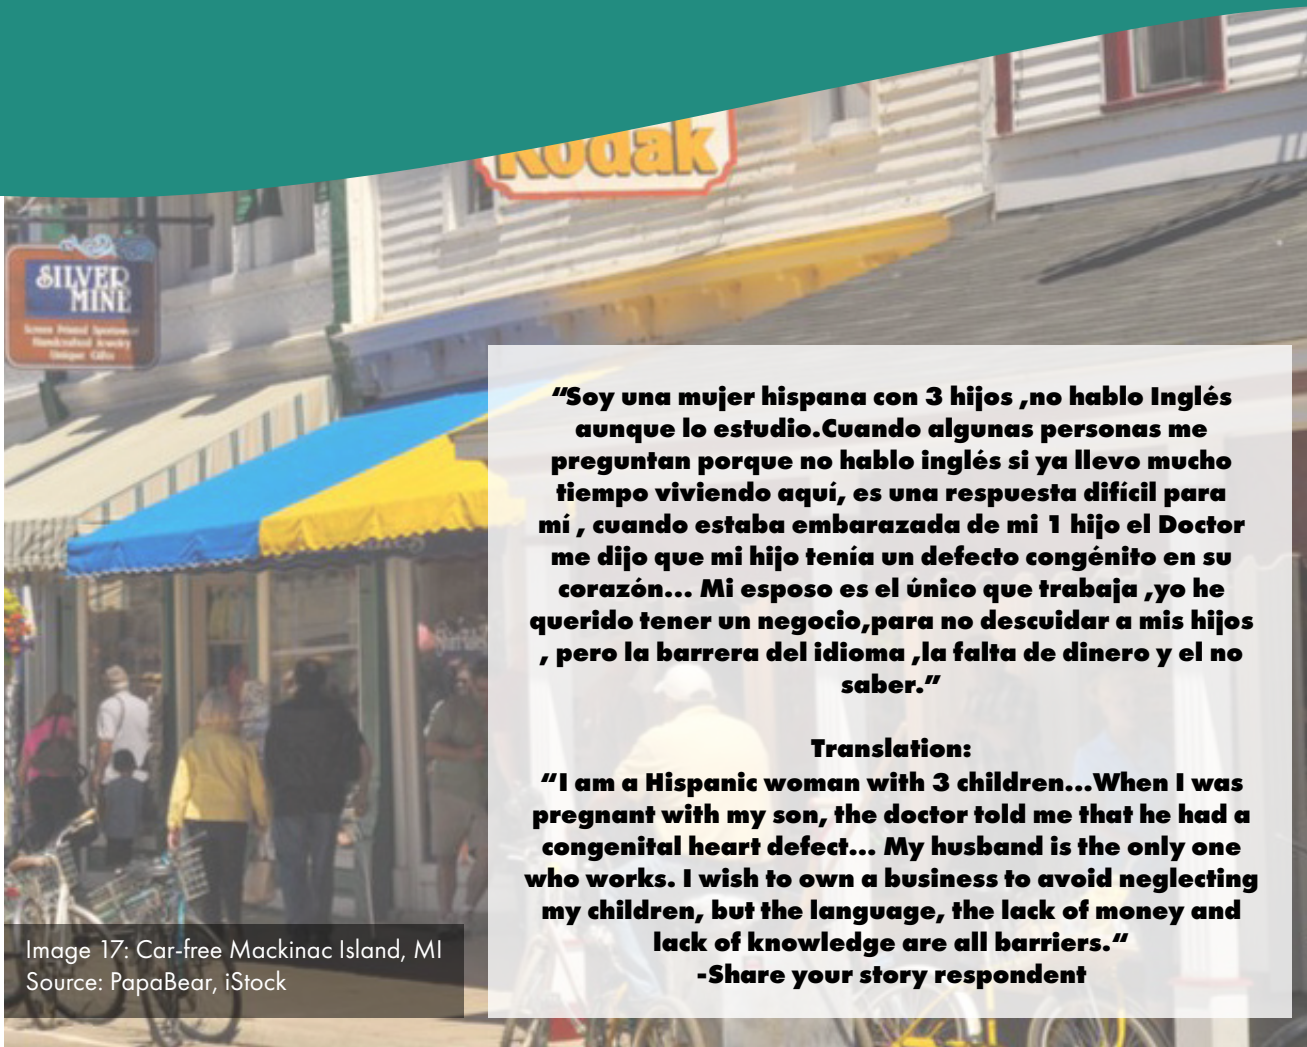 Kodak
SILVER
MINE
Screen Printed Sportswear
Handcrafted Jewelry
Unique Gifts
“Soy una mujer hispana con 3 hijos ,no hablo Inglés
aunque lo estudio.Cuando algunas personas me
preguntan porque no hablo inglés si ya llevo mucho
tiempo viviendo aquí, es una respuesta difícil para
mí , cuando estaba embarazada de mi 1 hijo el Doctor
me dijo que mi hijo tenía un defecto congénito en su
corazón... Mi esposo es el único que trabaja ,yo he
querido tener un negocio,para no descuidar a mis hijos
, pero la barrera del idioma ,la falta de dinero y el no
saber.”
Translation:
“I am a Hispanic woman with 3 children...When I was
pregnant with my son, the doctor told me that he had a
congenital heart defect... My husband is the only one
who works. I wish to own a business to avoid neglecting
my children, but the language, the lack of money and
lack of knowledge are all barriers.“
-Share your story respondent
Image 17: Car-free Mackinac Island, MI
Source: PapaBear, iStock